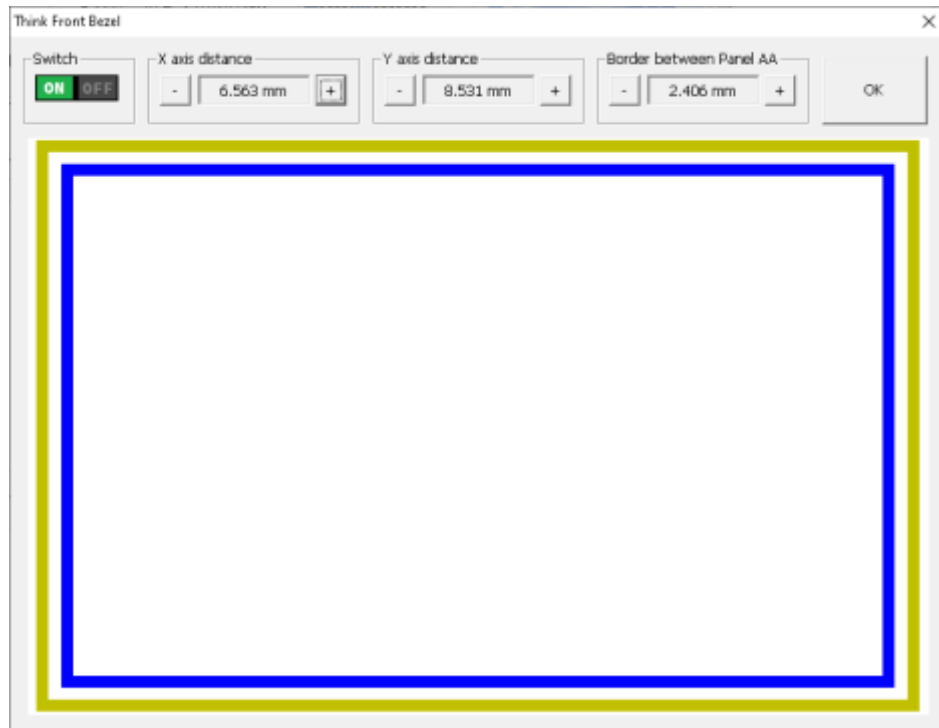 Think Front Bezel
Switch
X axis distance
Y axis distance
Border between Panel AA
ON OFF
- 6.563 mm +
- 8.531 mm +
- 2.406 mm +
OK